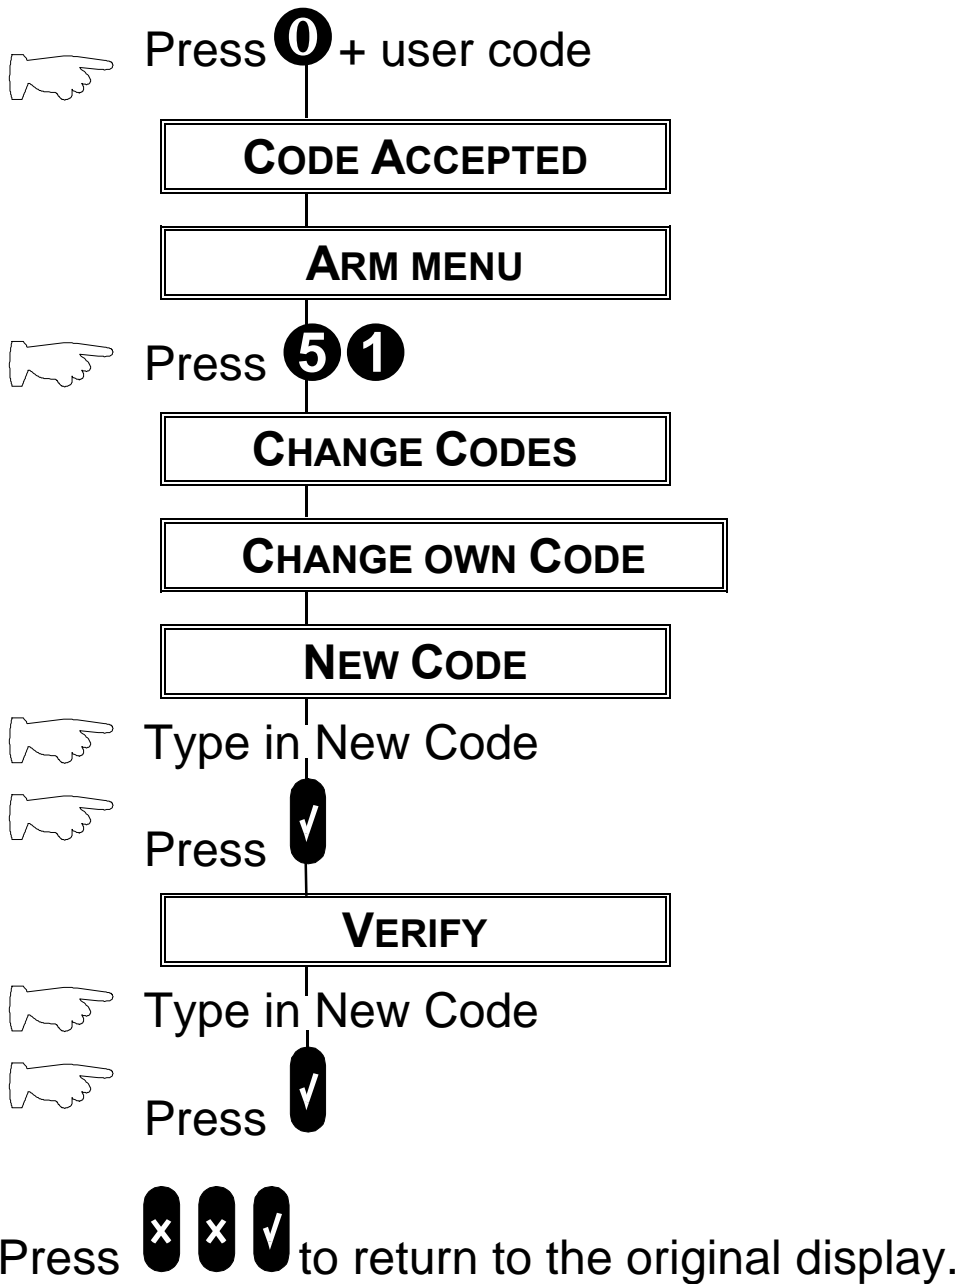 Press 0 + user code
CODE ACCEPTED
ARM MENU
Press 5 1
CHANGE CODES
CHANGE OWN CODE
NEW CODE
Type in New Code
Press √
VERIFY
Type in New Code
Press √
Press × × √ to return to the original display.